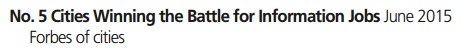 No. 5 Cities Winning the Battle for Information Jobs June 2015
Forbes of cities